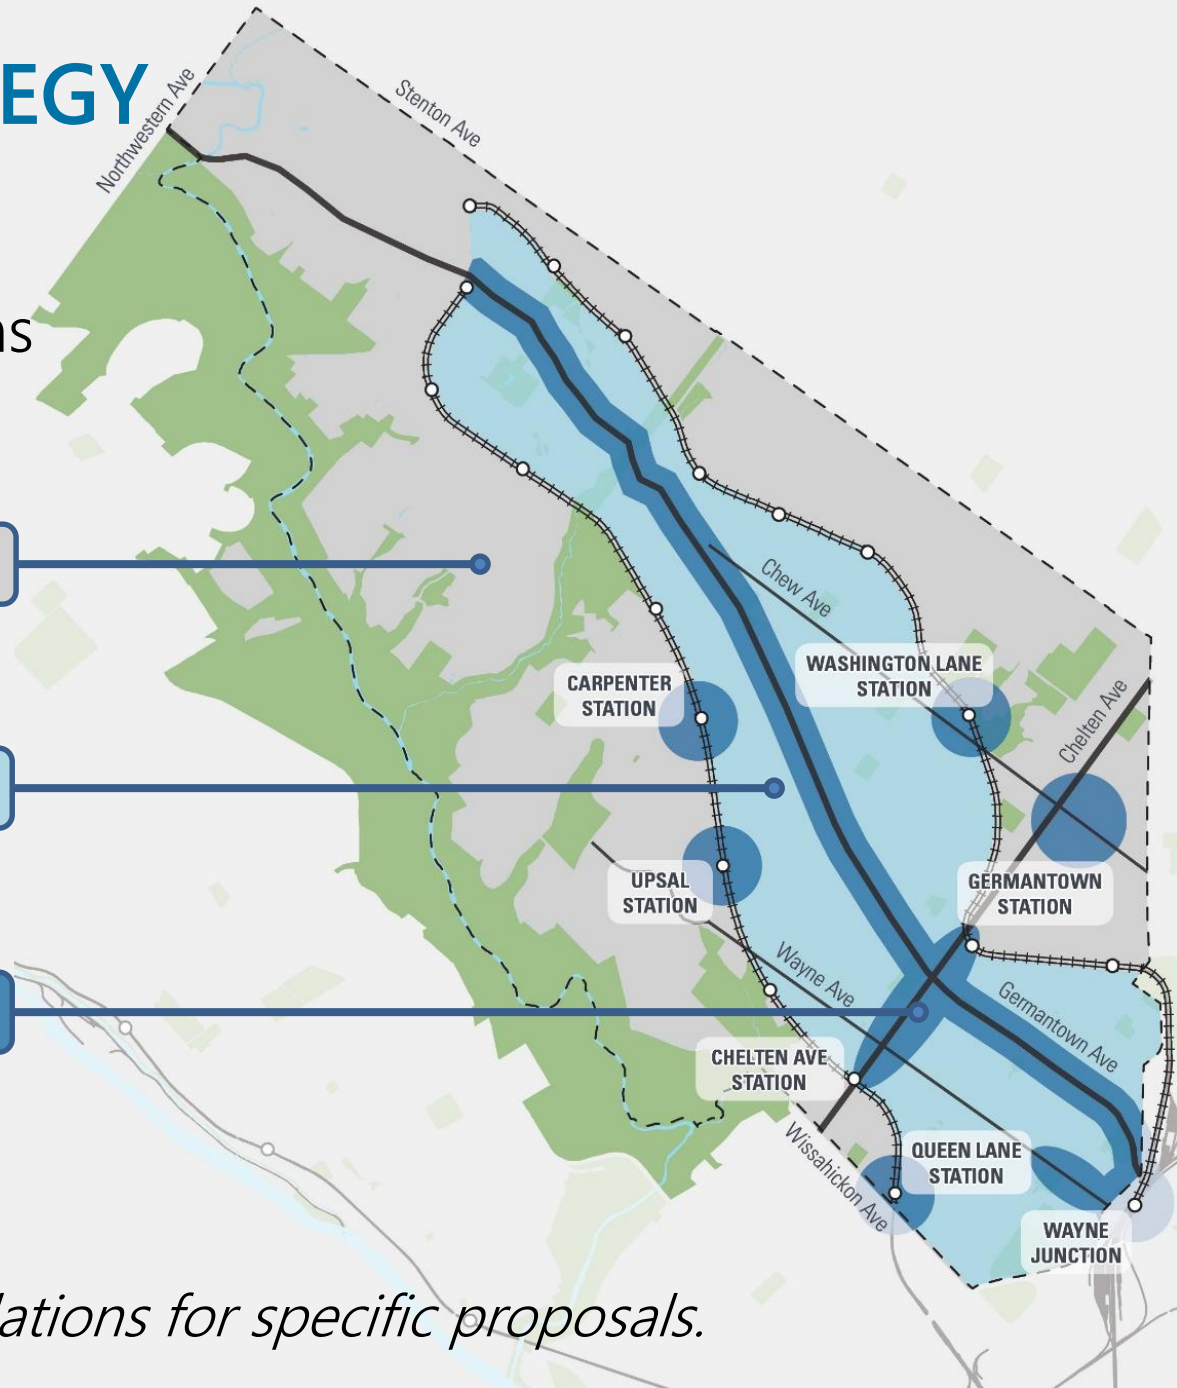 EGY
Northwestern Ave
Stenton Ave
ns
Chew Ave
WASHINGTON LANE
STATION
CARPENTER
STATION
Chelten Ave
UPSAL
STATION
GERMANTOWN
STATION
Wayne Ave
Germantown Ave
CHELTEN AVE
STATION
Wissahickon Ave
QUEEN LANE
STATION
WAYNE
JUNCTION
lations for specific proposals.